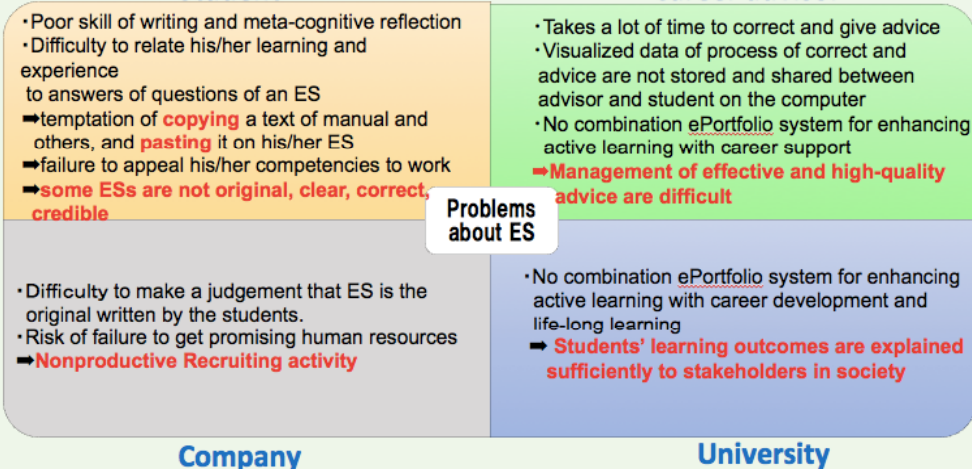 ・Poor skill of writing and meta-cognitive reflection
・Difficulty to relate his/her learning and
experience
to answers of questions of an ES
➡temptation of copying a text of manual and
others, and pasting it on his/her ES
➡failure to appeal his/her competencies to work
➡some ESs are not original, clear, correct,
credible
・Takes a lot of time to correct and give advice
・Visualized data of process of correct and
advice are not stored and shared between
advisor and student on the computer
・No combination ePortfolio system for enhancing
active learning with career support
➡Management of effective and high-quality
advice are difficult
Problems
about ES
・Difficulty to make a judgement that ES is the
original written by the students.
・Risk of failure to get promising human resources
➡Nonproductive Recruiting activity
・No combination ePortfolio system for enhancing
active learning with career development and
life-long learning
➡ Students' learning outcomes are explained
sufficiently to stakeholders in society
Company
University